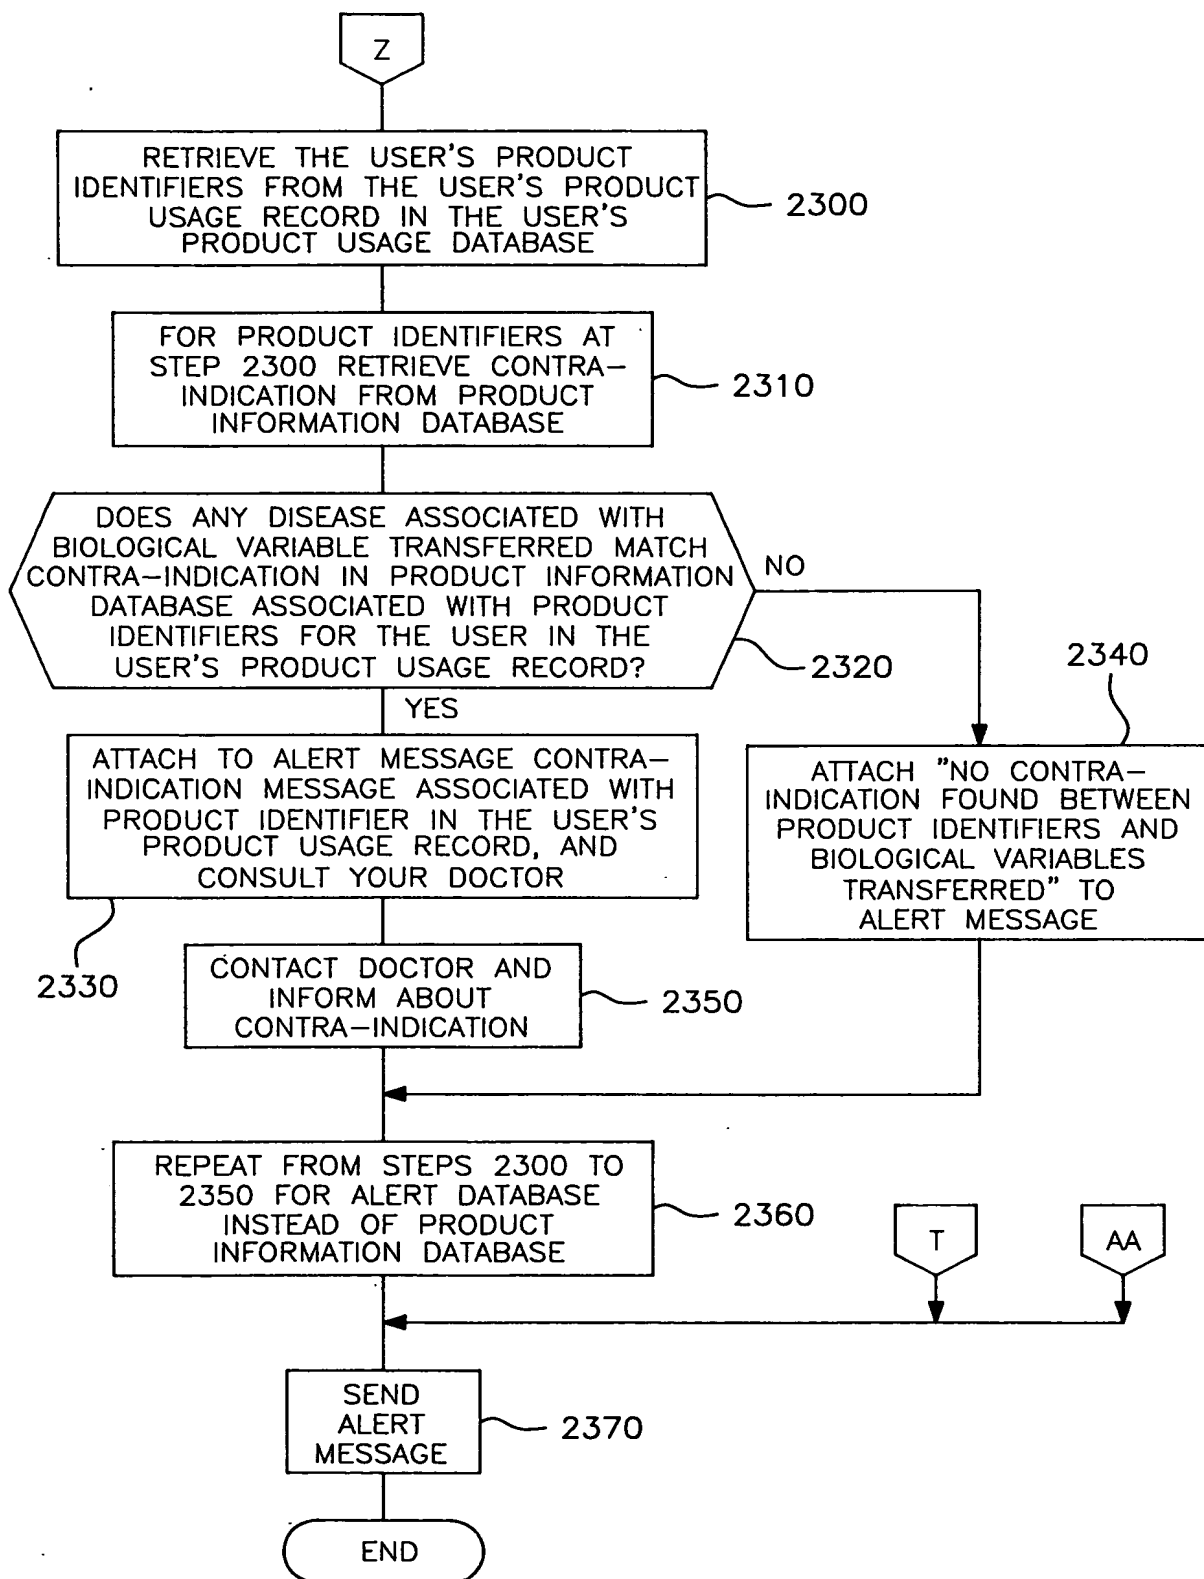 Z
RETRIEVE THE USER'S PRODUCT
IDENTIFIERS FROM THE USER'S PRODUCT
USAGE RECORD IN THE USER'S
PRODUCT USAGE DATABASE
2300
FOR PRODUCT IDENTIFIERS AT
STEP 2300 RETRIEVE CONTRA-
INDICATION FROM PRODUCT
INFORMATION DATABASE
2310
DOES ANY DISEASE ASSOCIATED WITH
BIOLOGICAL VARIABLE TRANSFERRED MATCH
CONTRA-INDICATION IN PRODUCT INFORMATION
DATABASE ASSOCIATED WITH PRODUCT
IDENTIFIERS FOR THE USER IN THE
USER'S PRODUCT USAGE RECORD?
NO
2320
YES
2340
ATTACH TO ALERT MESSAGE CONTRA-
INDICATION MESSAGE ASSOCIATED WITH
PRODUCT IDENTIFIER IN THE USER'S
PRODUCT USAGE RECORD, AND
CONSULT YOUR DOCTOR
2330
ATTACH "NO CONTRA-
INDICATION FOUND BETWEEN
PRODUCT IDENTIFIERS AND
BIOLOGICAL VARIABLES
TRANSFERRED" TO
ALERT MESSAGE
CONTACT DOCTOR AND
INFORM ABOUT
CONTRA-INDICATION
2350
REPEAT FROM STEPS 2300 TO
2350 FOR ALERT DATABASE
INSTEAD OF PRODUCT
INFORMATION DATABASE
2360
T
AA
SEND
ALERT
MESSAGE
2370
END